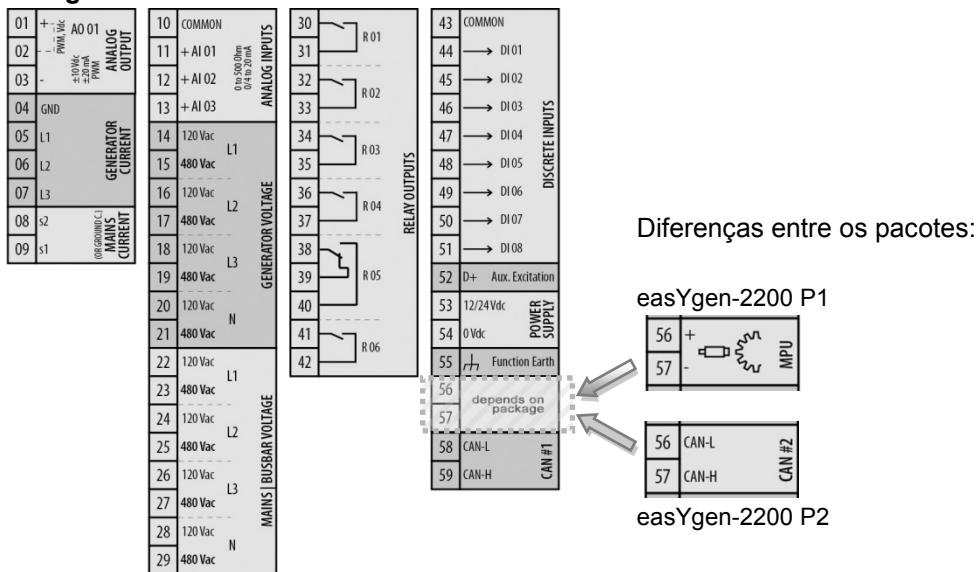 01 +
02
03 -
PWM, Vdc
AO 01
±10 Vdc
±20 mA
PWM
ANALOG
OUTPUT
04 GND
05 L1
06 L2
07 L3
GENERATOR
CURRENT
08 s2
09 s1
(OR GROUND C.)
MAINS
CURRENT
10 COMMON
11 + AI 01
12 + AI 02
13 + AI 03
0 to 500 Ohm
0/4 to 20 mA
ANALOG INPUTS
14 120 Vac
15 480 Vac
L1
16 120 Vac
17 480 Vac
L2
18 120 Vac
19 480 Vac
L3
20 120 Vac
21 480 Vac
N
GENERATOR VOLTAGE
22 120 Vac
23 480 Vac
L1
24 120 Vac
25 480 Vac
L2
26 120 Vac
27 480 Vac
L3
28 120 Vac
29 480 Vac
N
MAINS | BUSBAR VOLTAGE
30
31
R 01
32
33
R 02
34
35
R 03
36
37
R 04
38
39
40
R 05
41
42
R 06
RELAY OUTPUTS
43 COMMON
44 DI 01
45 DI 02
46 DI 03
47 DI 04
48 DI 05
49 DI 06
50 DI 07
51 DI 08
DISCRETE INPUTS
52 D+ Aux. Excitation
53 12/24 Vdc
54 0 Vdc
POWER
SUPPLY
55 Function Earth
56
57
depends on
package
58 CAN-L
59 CAN-H
CAN #1
Diferenças entre os pacotes:
easYgen-2200 P1
56 +
57 -
MPU
56 CAN-L
57 CAN-H
CAN #2
easYgen-2200 P2